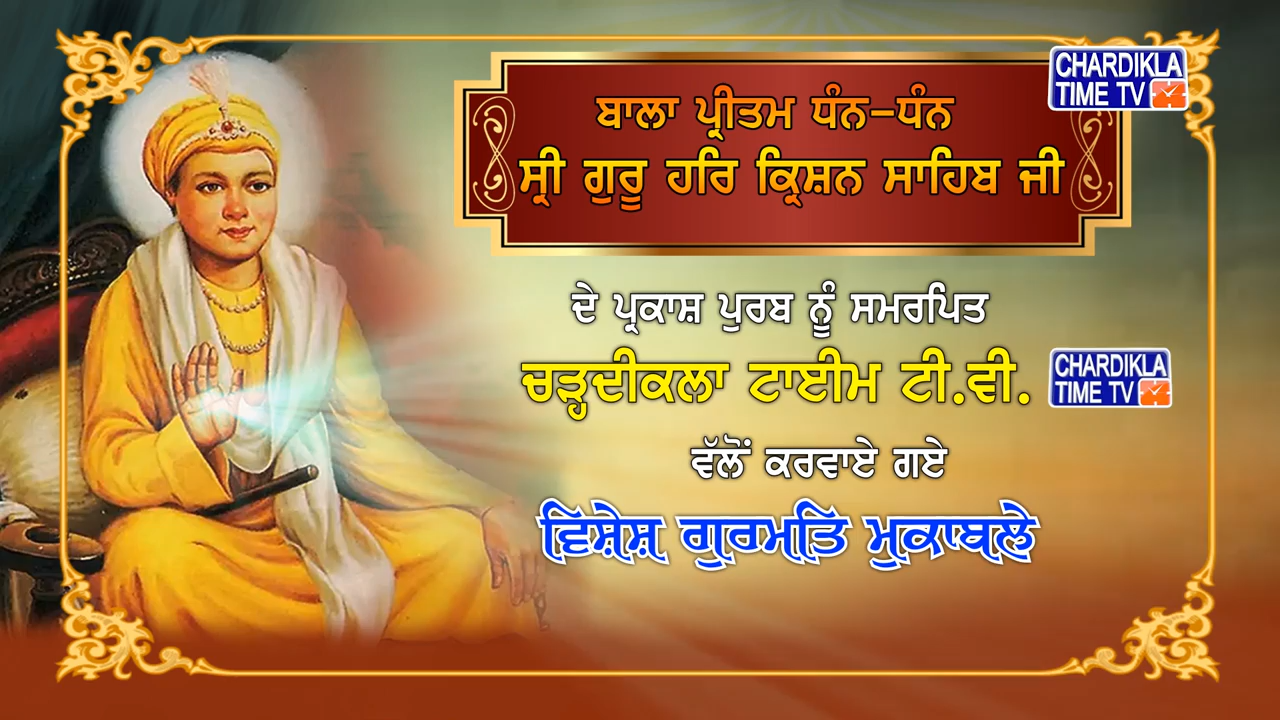 CHARDIKLA
TIME TV
ਬਾਲਾ ਪ੍ਰੀਤਮ ਧੰਨ-ਧੰਨ
ਸ੍ਰੀ ਗੁਰੂ ਹਰਿ ਕ੍ਰਿਸ਼ਨ ਸਾਹਿਬ ਜੀ
ਦੇ ਪ੍ਰਕਾਸ਼ ਪੁਰਬ ਨੂੰ ਸਮਰਪਿਤ
ਚੜ੍ਹਦੀਕਲਾ ਟਾਈਮ ਟੀ.ਵੀ.
CHARDIKLA
TIME TV
ਵੱਲੋਂ ਕਰਵਾਏ ਗਏ
ਵਿਸ਼ੇਸ਼ ਗੁਰਮਤਿ ਮੁਕਾਬਲੇ